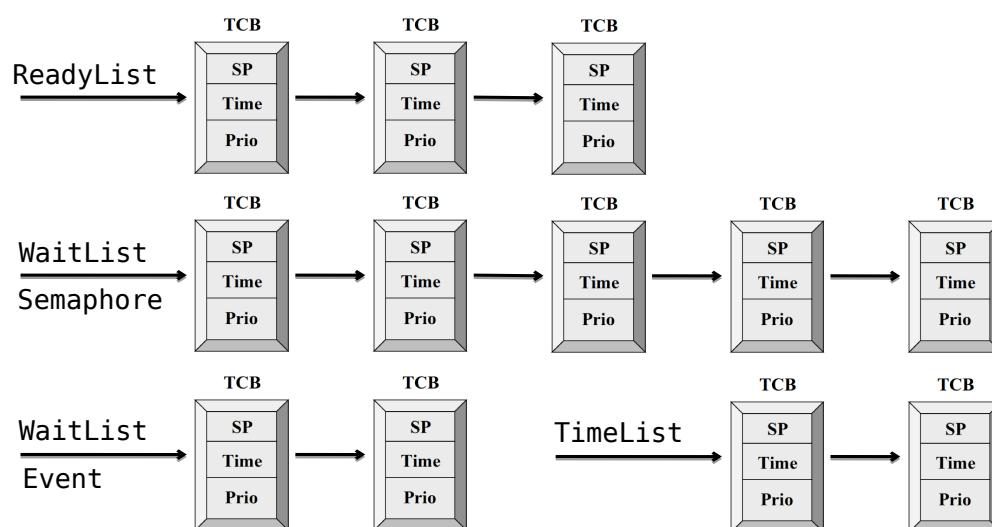 TCB TCB TCB
ReadyList SP SP SP
Time Time Time
Prio Prio Prio
TCB TCB TCB TCB TCB
WaitList SP SP SP SP SP
Semaphore Time Time Time Time Time
Prio Prio Prio Prio Prio
TCB TCB TCB TCB
WaitList SP SP TimeList SP SP
Event Time Time Time Time
Prio Prio Prio Prio